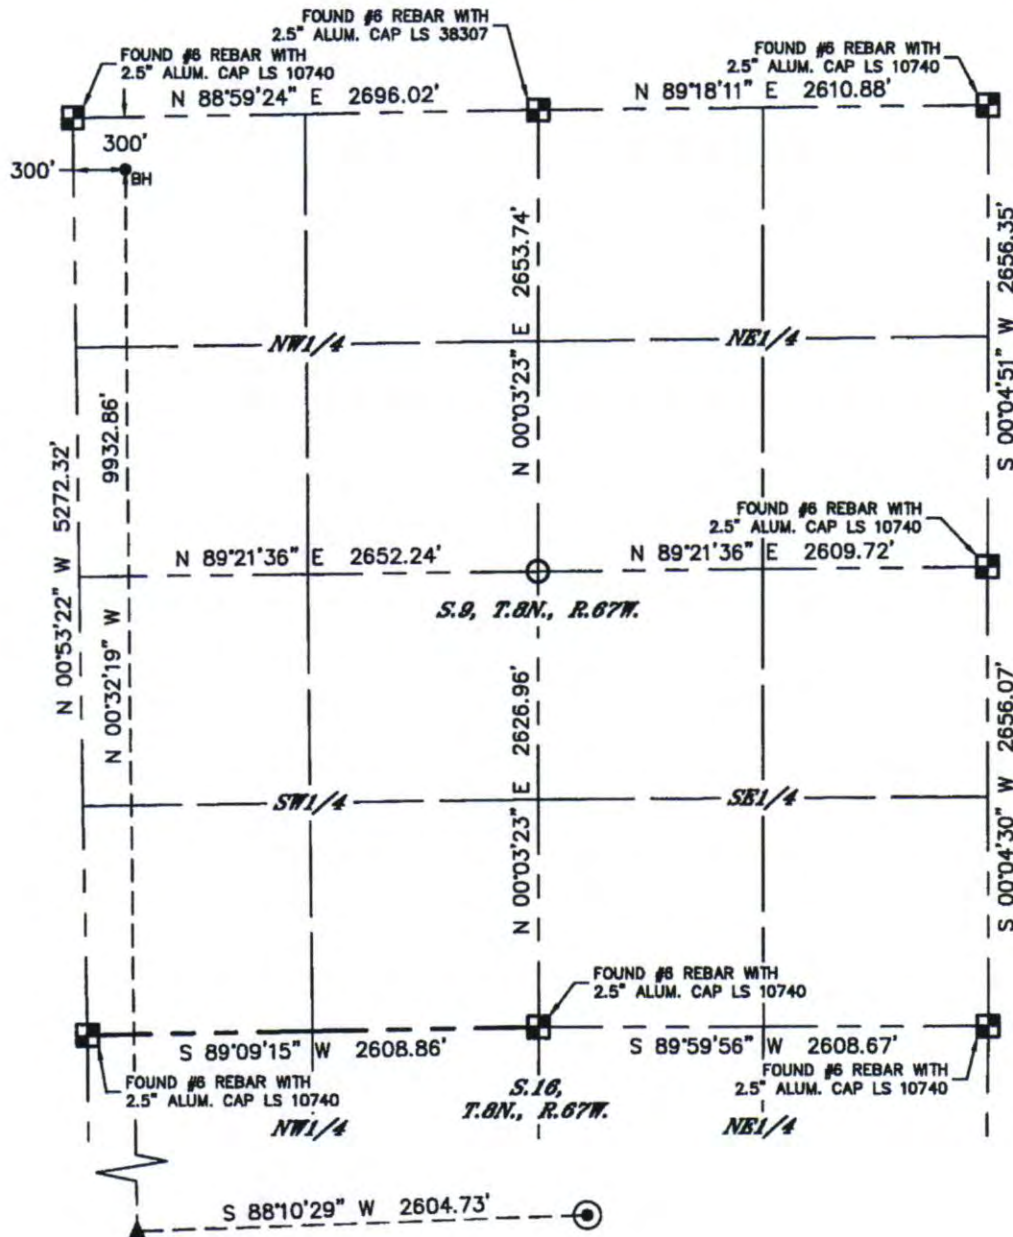 FOUND #6 REBAR WITH
2.5" ALUM. CAP LS 38307
FOUND #6 REBAR WITH
2.5" ALUM. CAP LS 10740
FOUND #6 REBAR WITH
2.5" ALUM. CAP LS 10740
N 88°59'24" E 2696.02'
N 89°18'11" E 2610.88'
300'
300'
BH
N 00°03'23" E 2653.74'
S 00°04'51" W 2656.35'
NW1/4
NE1/4
9932.86'
N 00°32'19" W
N 00°53'22" W 5272.32'
FOUND #6 REBAR WITH
2.5" ALUM. CAP LS 10740
N 89°21'36" E 2652.24'
N 89°21'36" E 2609.72'
S.9, T.8N., R.67W.
N 00°03'23" E 2626.96'
S 00°04'30" W 2656.07'
SW1/4
SE1/4
FOUND #6 REBAR WITH
2.5" ALUM. CAP LS 10740
S 89°09'15" W 2608.86'
S 89°59'56" W 2608.67'
FOUND #6 REBAR WITH
2.5" ALUM. CAP LS 10740
FOUND #6 REBAR WITH
2.5" ALUM. CAP LS 10740
S.16,
T.8N., R.67W.
NW1/4
NE1/4
S 88°10'29" W 2604.73'